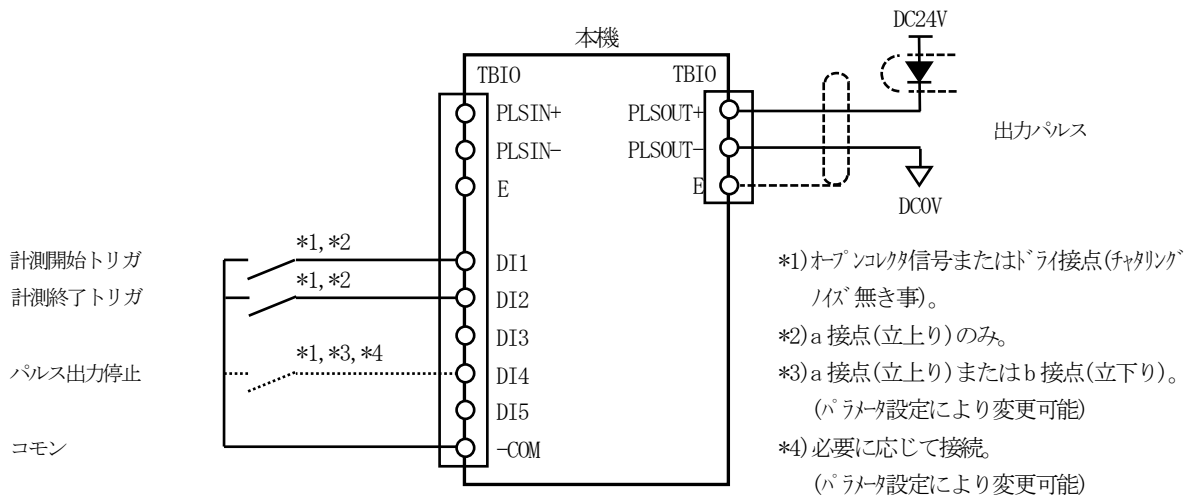 DC24V
本機
TBIO
TBIO
PLSIN+
PLSOUT+
出力パルス
PLSIN-
PLSOUT-
E
E
DC0V
計測開始トリガ
*1,*2
DI1
計測終了トリガ
*1,*2
DI2
DI3
パルス出力停止
*1,*3,*4
DI4
DI5
コモン
-COM
*1)オープンコレクタ信号またはドライ接点(チャタリング
ノイズ無き事)。
*2)a接点(立上り)のみ。
*3)a接点(立上り)またはb接点(立下り)。
(パラメータ設定により変更可能)
*4)必要に応じて接続。
(パラメータ設定により変更可能)